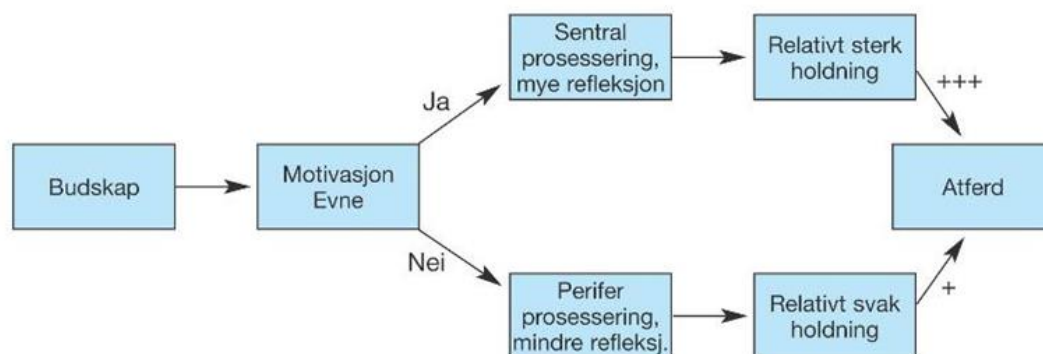 Budskap
Motivasjon
Evne
Ja
Nei
Sentral
prosessering,
mye refleksjon
Relativt sterk
holdning
+++
Perifer
prosessering,
mindre refleksj.
Relativt svak
holdning
+
Atferd